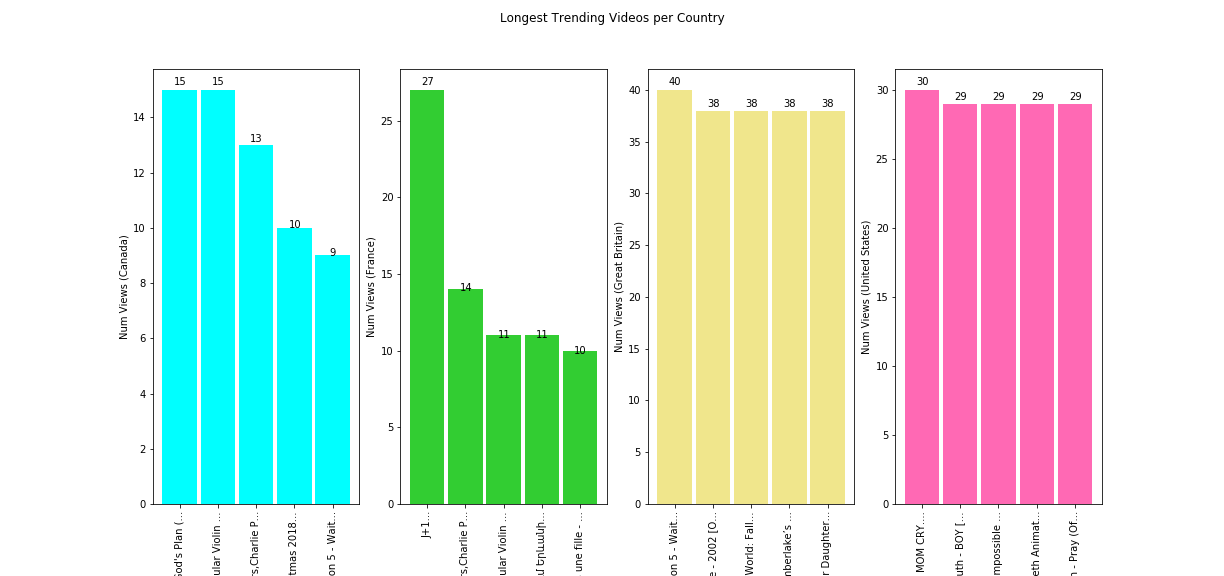 Longest Trending Videos per Country
Num Views (Canada)
14
12
10
8
6
4
2
0
15
15
13
10
9
God's Plan (...
ular Violin ...
rs,Charlie P...
tmas 2018...
on 5 - Wait...
Num Views (France)
25
20
15
10
5
0
27
14
11
11
10
J+1...
rs,Charlie P...
ular Violin ...
մ Երևանի...
une fille - ...
Num Views (Great Britain)
40
35
30
25
20
15
10
5
0
40
38
38
38
38
on 5 - Wait...
e - 2002 [O...
World: Fall...
mberlake's ...
r Daughter...
Num Views (United States)
30
25
20
15
10
5
0
30
29
29
29
29
MOM CRY....
uth - BOY [...
mpossible ...
eth Animat...
n - Pray (Of...